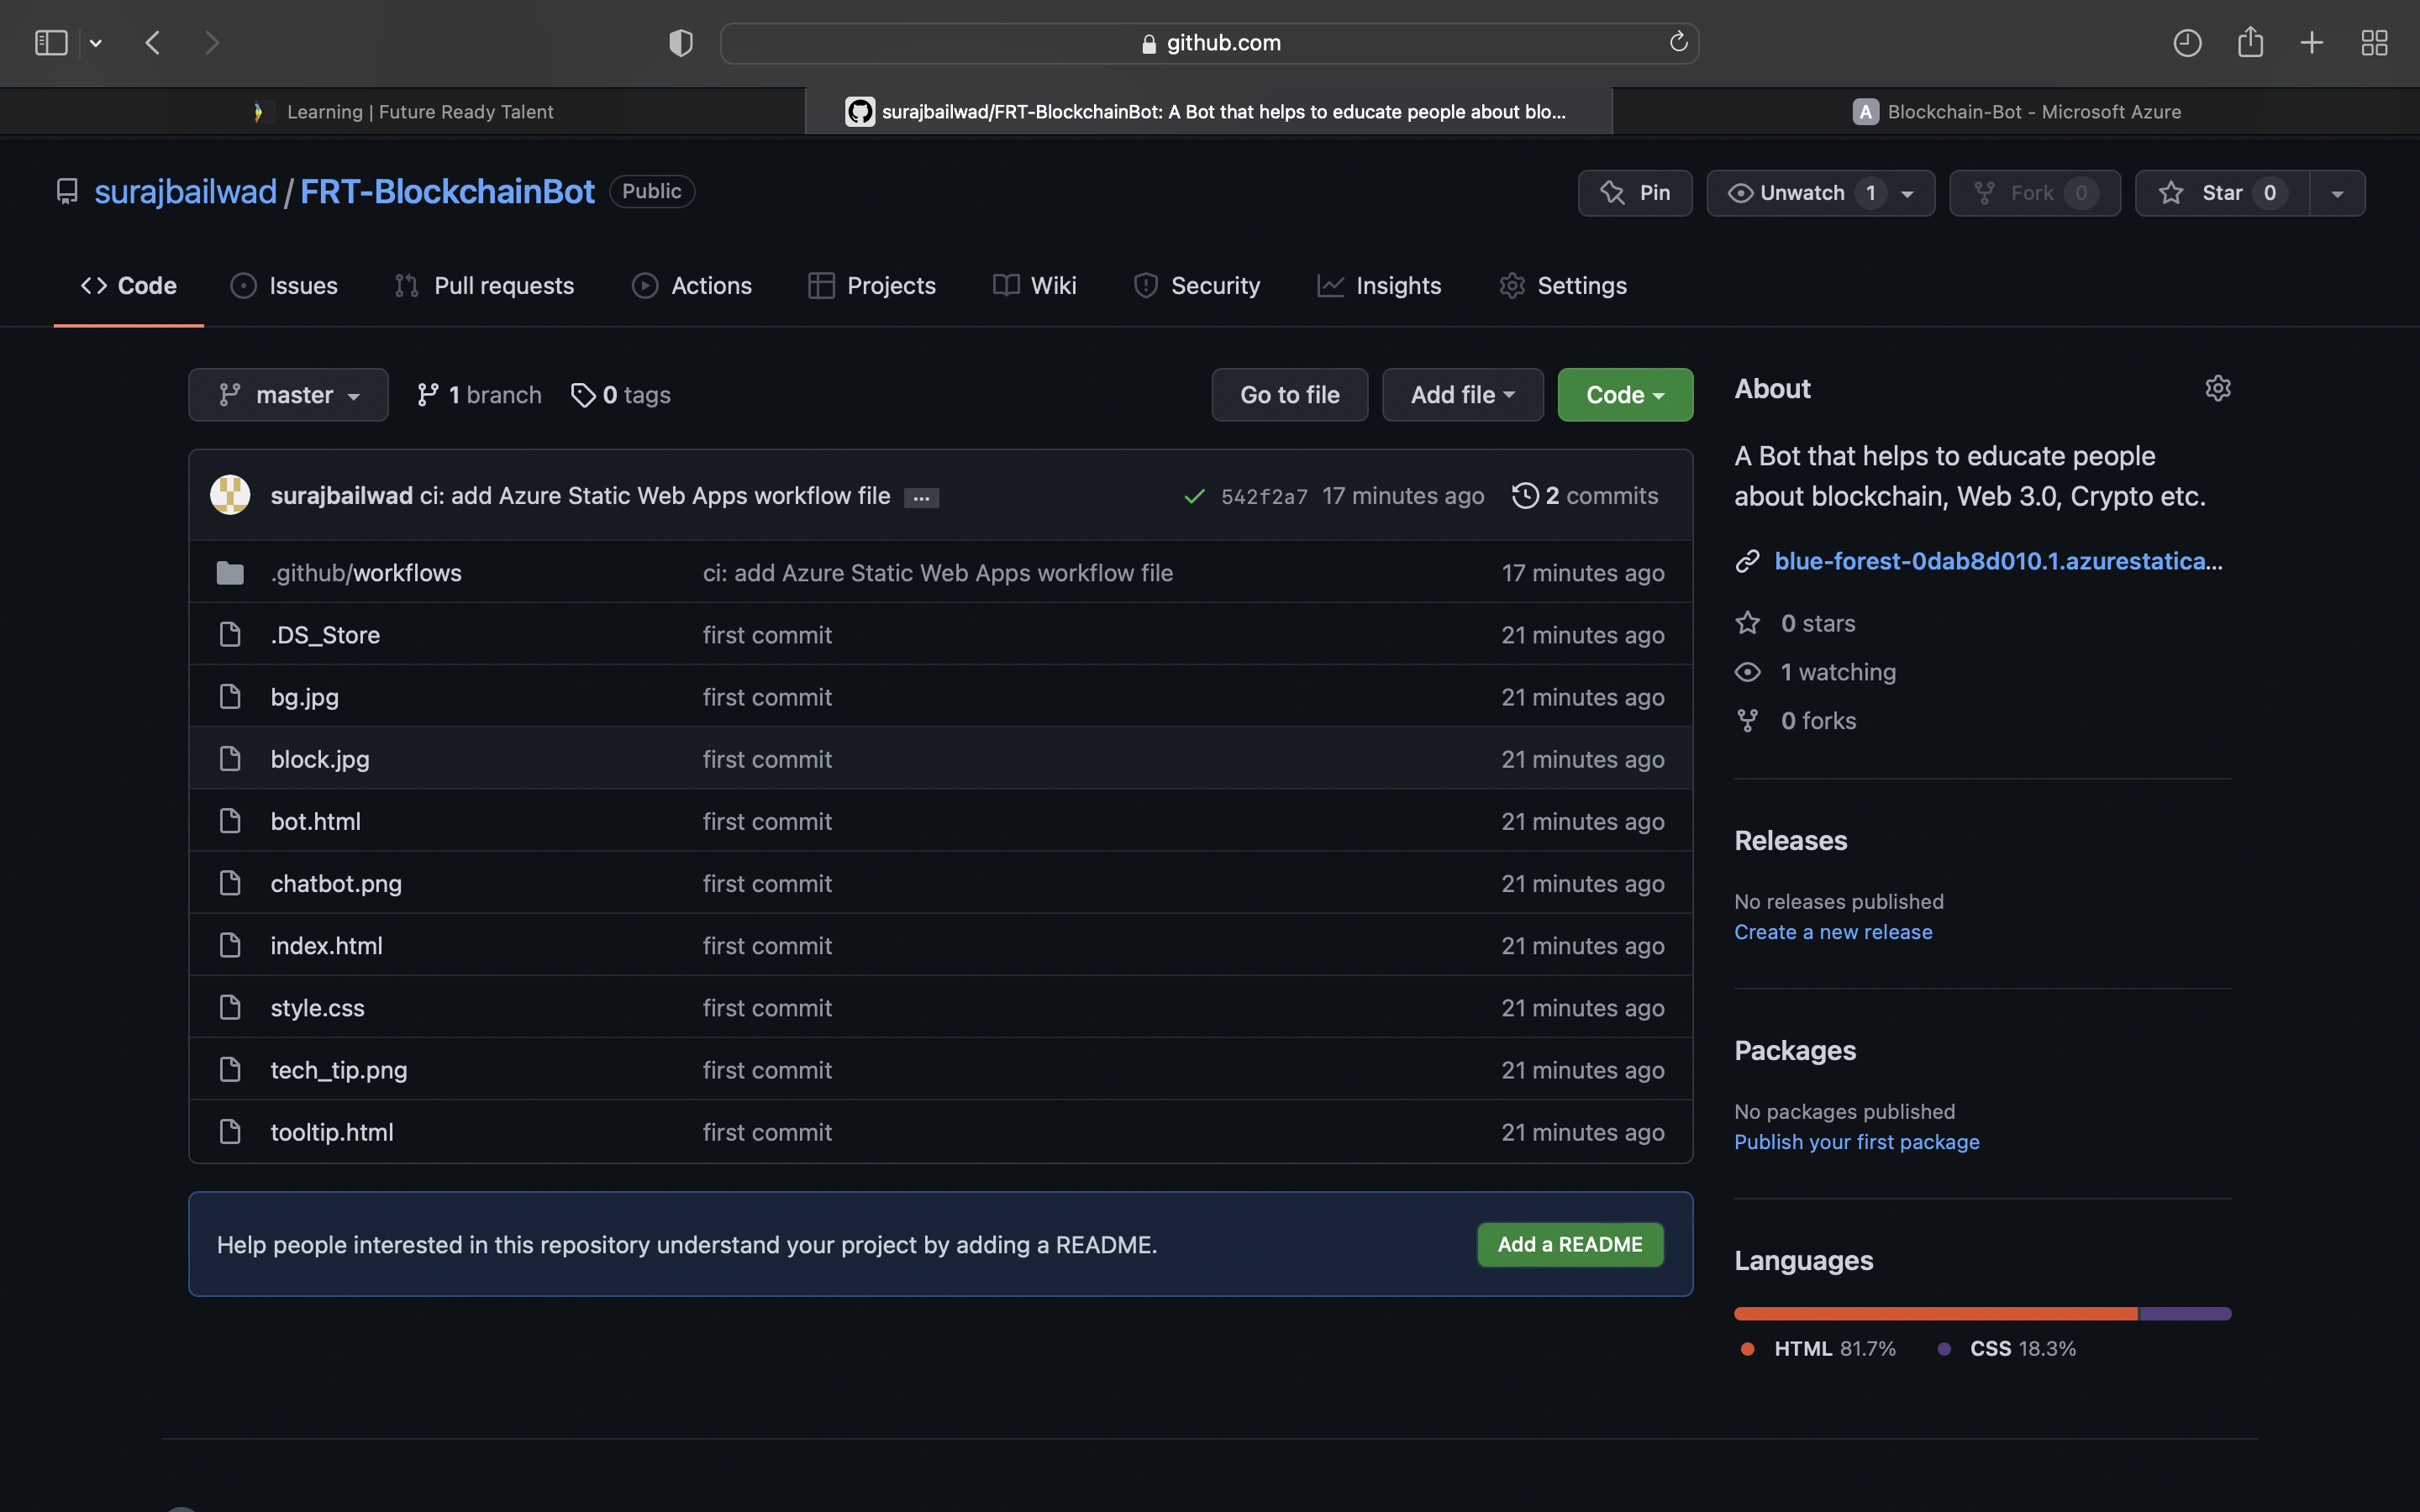 github.com
Learning | Future Ready Talent
surajbailwad/FRT-BlockchainBot: A Bot that helps to educate people about blo...
A Blockchain-Bot - Microsoft Azure
surajbailwad / FRT-BlockchainBot Public
Pin
Unwatch 1
Fork 0
Star 0
Code
Issues
Pull requests
Actions
Projects
Wiki
Security
Insights
Settings
master
1 branch
0 tags
Go to file
Add file
Code
surajbailwad ci: add Azure Static Web Apps workflow file ... 542f2a7 17 minutes ago 2 commits
.github/workflows ci: add Azure Static Web Apps workflow file 17 minutes ago
.DS_Store first commit 21 minutes ago
bg.jpg first commit 21 minutes ago
block.jpg first commit 21 minutes ago
bot.html first commit 21 minutes ago
chatbot.png first commit 21 minutes ago
index.html first commit 21 minutes ago
style.css first commit 21 minutes ago
tech_tip.png first commit 21 minutes ago
tooltip.html first commit 21 minutes ago
Help people interested in this repository understand your project by adding a README.
Add a README
About
A Bot that helps to educate people
about blockchain, Web 3.0, Crypto etc.
blue-forest-0dab8d010.1.azurestatica...
0 stars
1 watching
0 forks
Releases
No releases published
Create a new release
Packages
No packages published
Publish your first package
Languages
HTML 81.7% CSS 18.3%